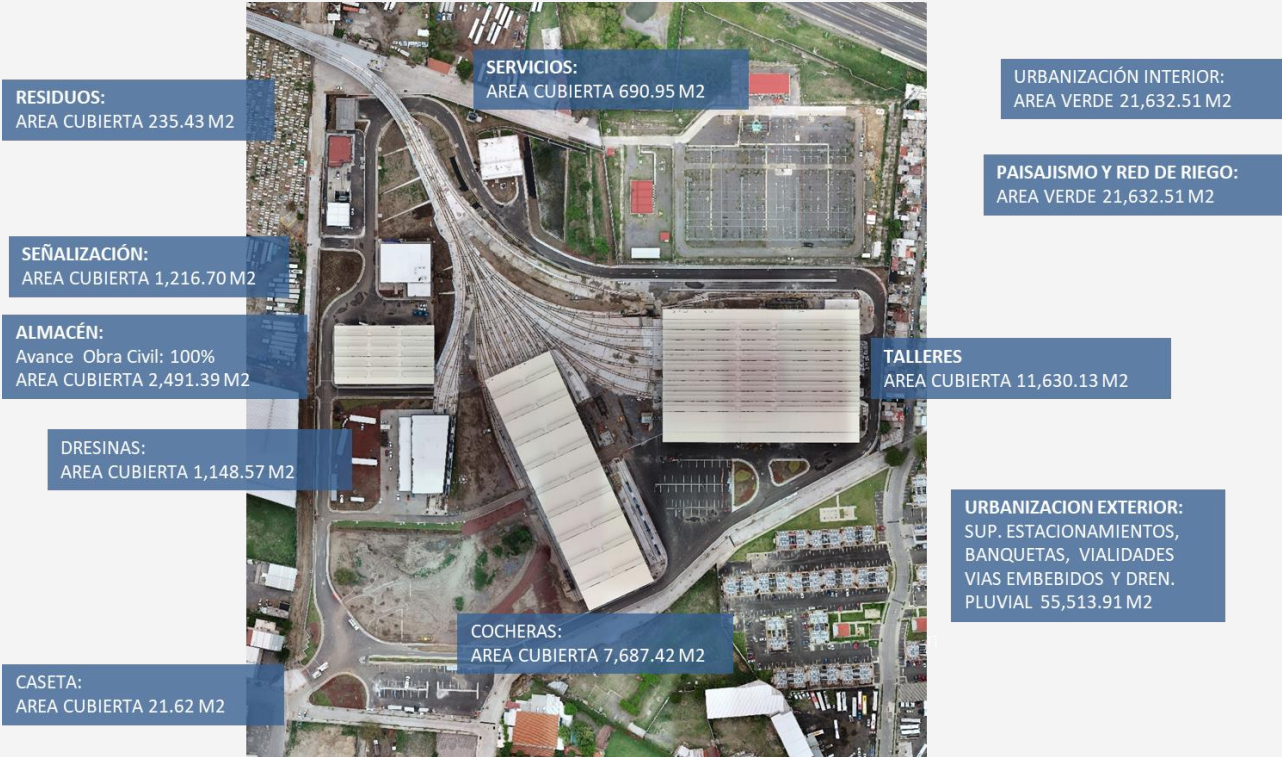 SERVICIOS:
AREA CUBIERTA 690.95 M2
URBANIZACIÓN INTERIOR:
AREA VERDE 21,632.51 M2
RESIDUOS:
AREA CUBIERTA 235.43 M2
PAISAJISMO Y RED DE RIEGO:
AREA VERDE 21,632.51 M2
SEÑALIZACIÓN:
AREA CUBIERTA 1,216.70 M2
ALMACÉN:
Avance Obra Civil: 100%
AREA CUBIERTA 2,491.39 M2
TALLERES
AREA CUBIERTA 11,630.13 M2
DRESINAS:
AREA CUBIERTA 1,148.57 M2
URBANIZACION EXTERIOR:
SUP. ESTACIONAMIENTOS,
BANQUETAS, VIALIDADES
VIAS EMBEBIDOS Y DREN.
PLUVIAL 55,513.91 M2
COCHERAS:
AREA CUBIERTA 7,687.42 M2
CASETA:
AREA CUBIERTA 21.62 M2